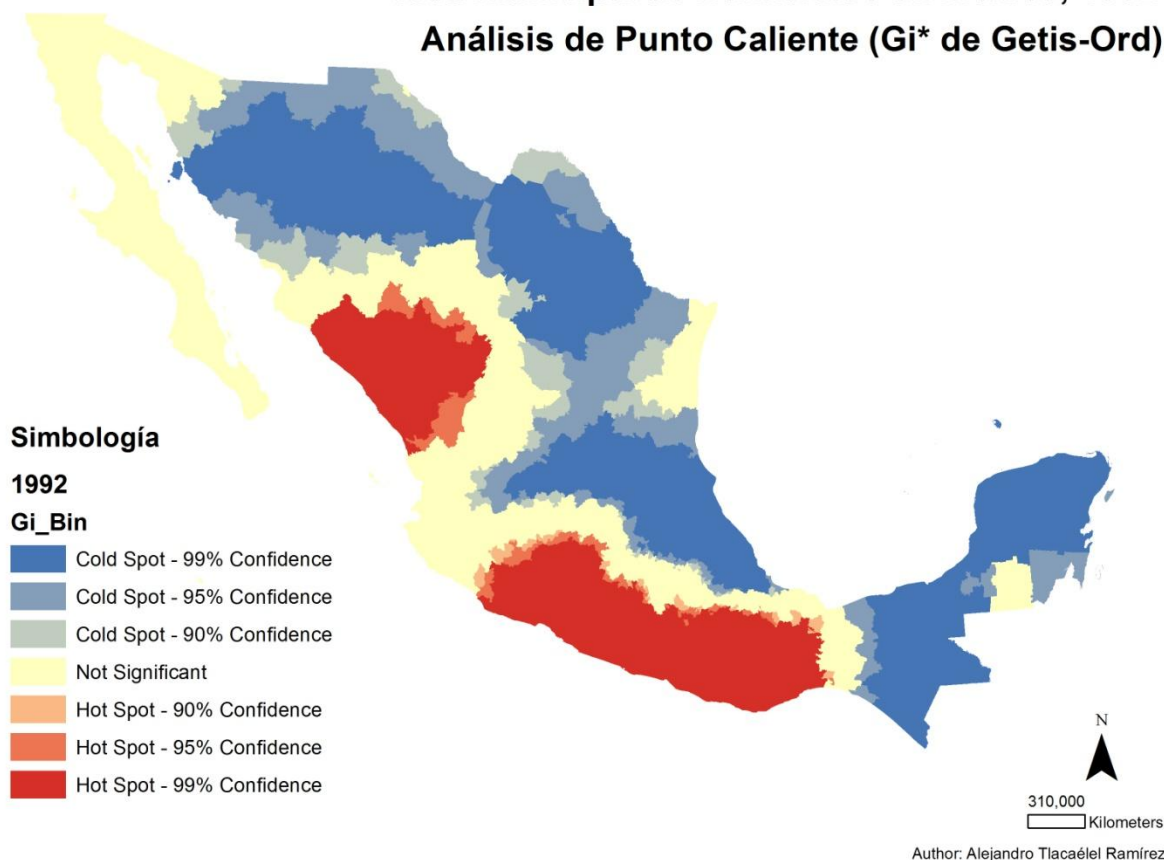 Análisis de Punto Caliente (Gi* de Getis-Ord)
Simbología
1992
Gi_Bin
Cold Spot - 99% Confidence
Cold Spot - 95% Confidence
Cold Spot - 90% Confidence
Not Significant
Hot Spot - 90% Confidence
Hot Spot - 95% Confidence
Hot Spot - 99% Confidence
N
310,000
Kilometers
Author: Alejandro Tlacaélel Ramírez